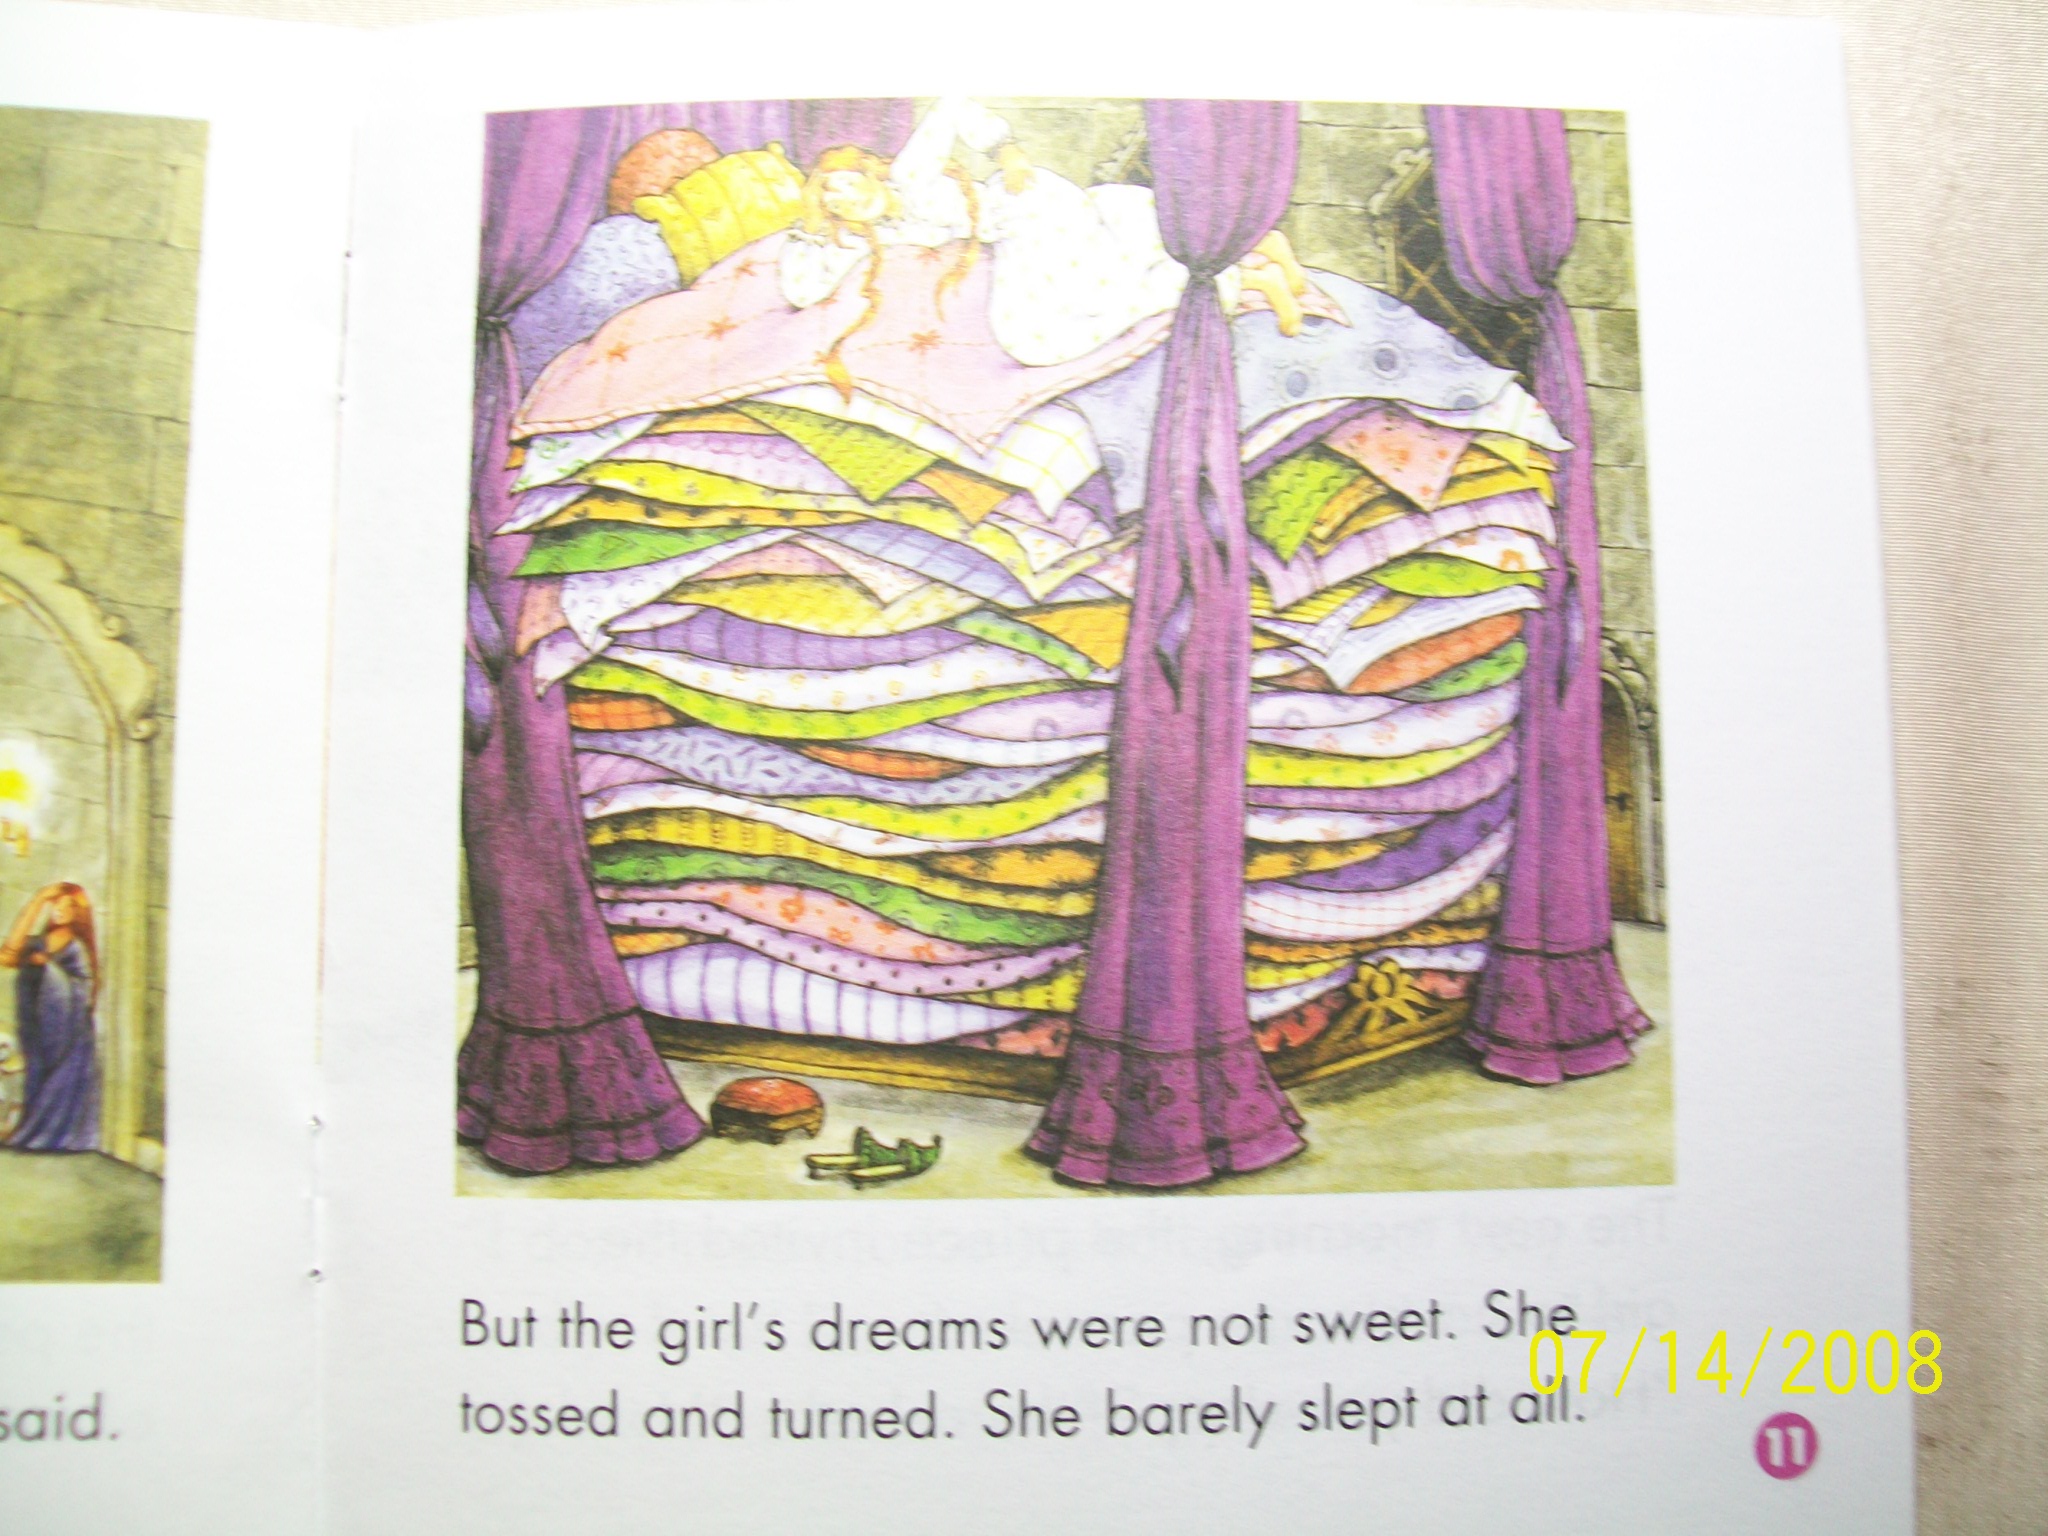 said.
But the girl's dreams were not sweet. She
tossed and turned. She barely slept at all.
07/14/2008
11